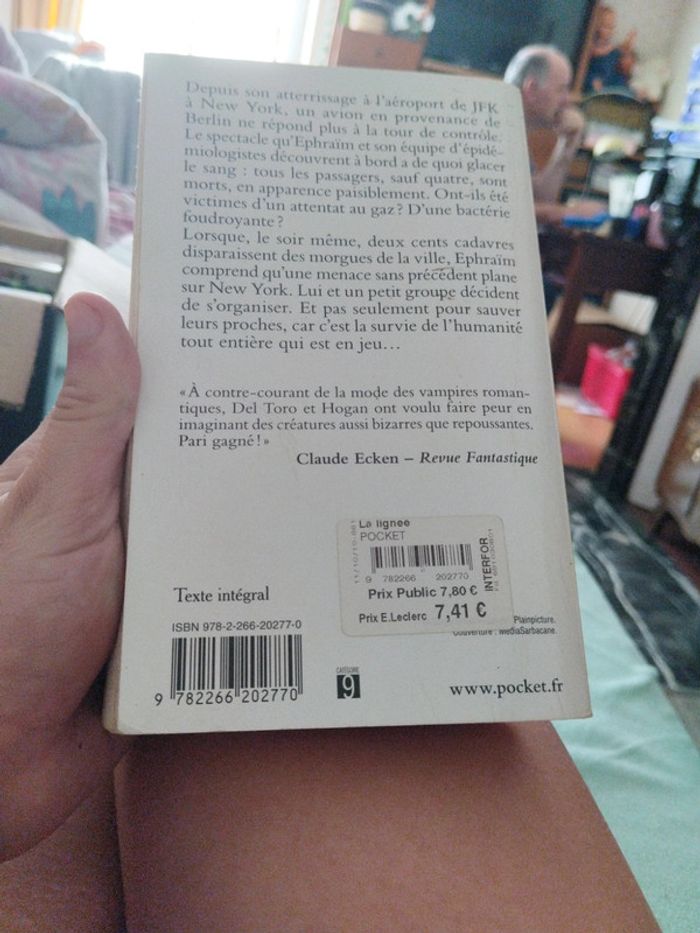 Depuis son atterrissage à l'aéroport de JFK
à New York, un avion en provenance de
Berlin ne répond plus à la tour de contrôle.
Le spectacle qu'Ephraïm et son équipe d'épidé-
miologistes découvrent à bord a de quoi glacer
le sang : tous les passagers, sauf quatre, sont
morts, en apparence paisiblement. Ont-ils été
victimes d'un attentat au gaz ? D'une bactérie
foudroyante ?
Lorsque, le soir même, deux cents cadavres
disparaissent des morgues de la ville, Ephraïm
comprend qu'une menace sans précédent plane
sur New York. Lui et un petit groupe décident
de s'organiser. Et pas seulement pour sauver
leurs proches, car c'est la survie de l'humanité
tout entière qui est en jeu…
« À contre-courant de la mode des vampires roman-
tiques, Del Toro et Hogan ont voulu faire peur en
imaginant des créatures aussi bizarres que repoussantes.
Pari gagné ! »
Claude Ecken – Revue Fantastique
La lignée
POCKET
9 782266 202770
INTERFOR
Prix Public 7,80 €
Prix E.Leclerc 7,41 €
Texte intégral
Plainpicture.
Couverture : MediaSarbacane.
ISBN 978-2-266-20277-0
9 782266 202770
CATÉGORIE
9
www.pocket.fr